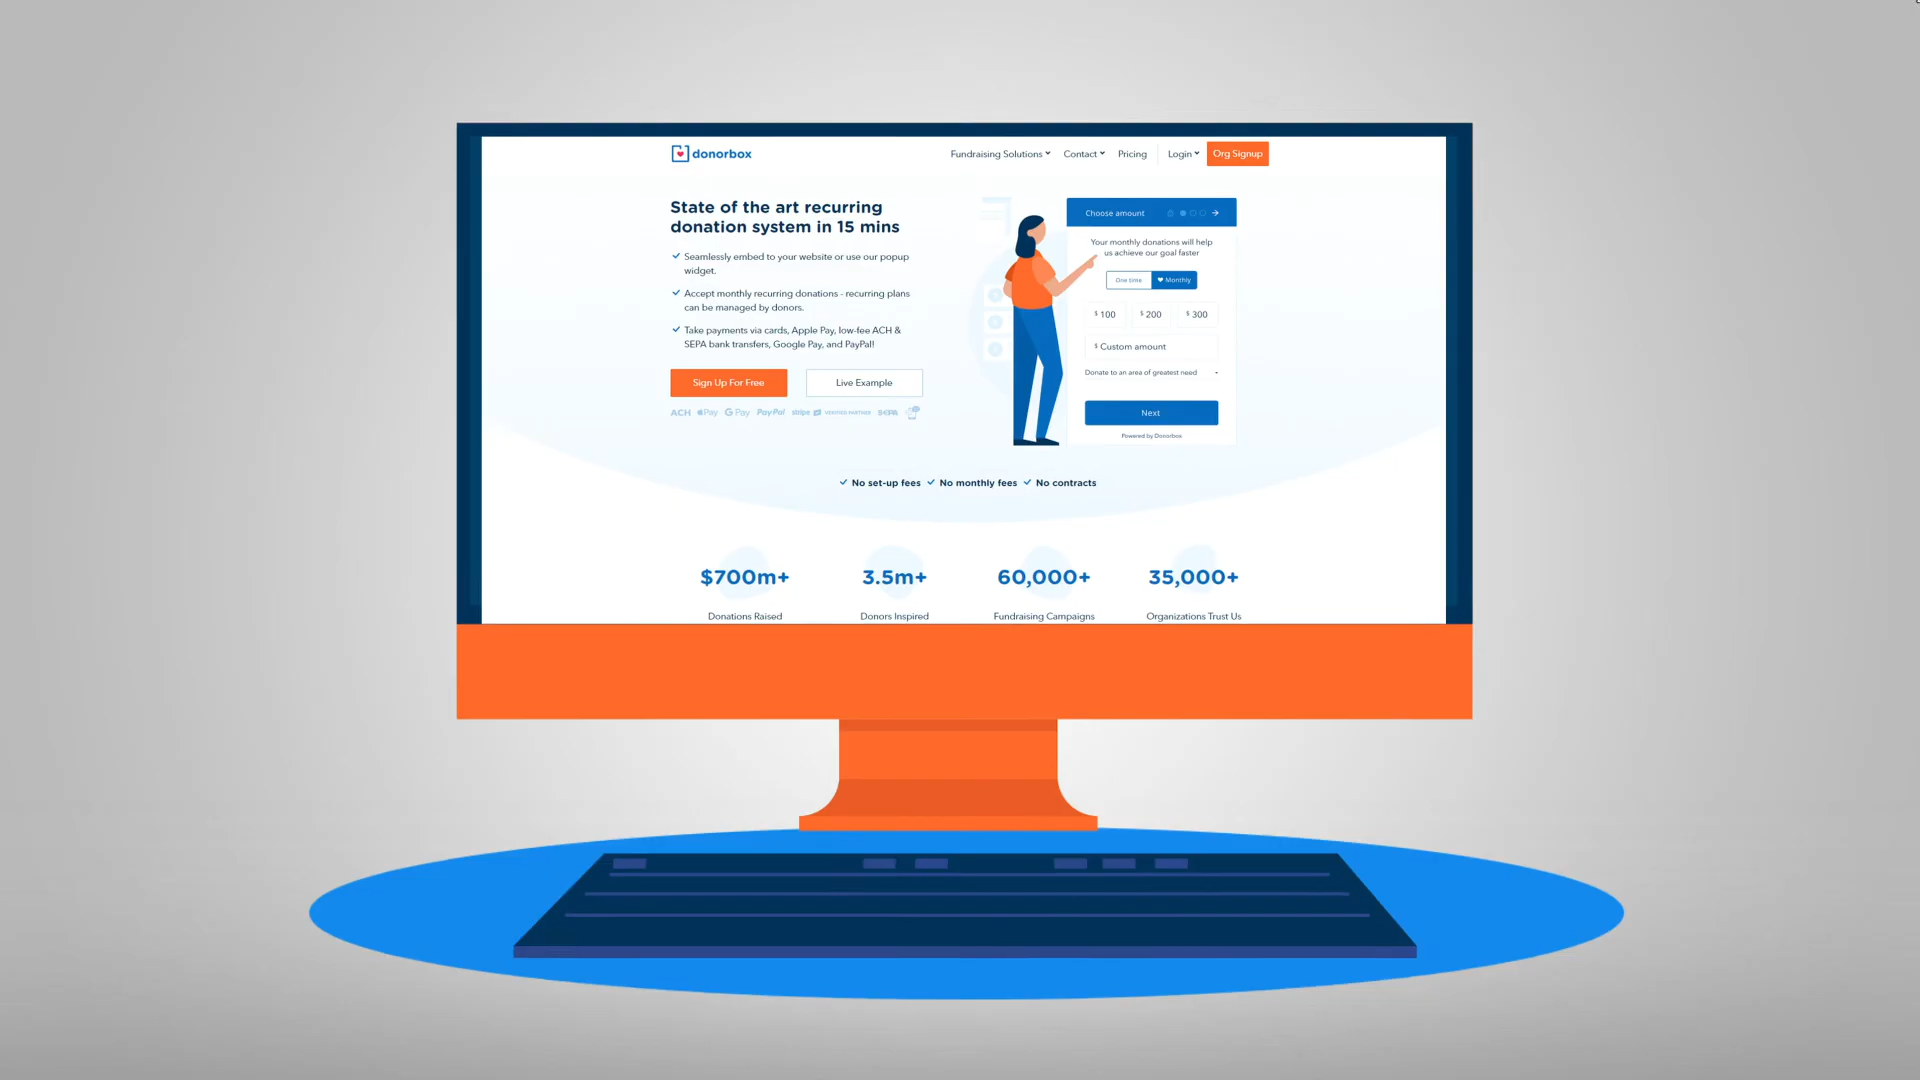 donorbox
Fundraising Solutions Contact Pricing Login Org Signup
State of the art recurring
donation system in 15 mins
Seamlessly embed to your website or use our popup
widget.
Accept monthly recurring donations - recurring plans
can be managed by donors.
Take payments via cards, Apple Pay, low-fee ACH &
SEPA bank transfers, Google Pay, and PayPal!
Sign Up For Free Live Example
ACH Pay G Pay PayPal stripe VERIFIED PARTNER SEPA
Choose amount
Your monthly donations will help
us achieve our goal faster
One time Monthly
$ 100 $ 200 $ 300
$ Custom amount
Donate to an area of greatest need
Next
Powered by Donorbox
No set-up fees No monthly fees No contracts
$700m+ 3.5m+ 60,000+ 35,000+
Donations Raised Donors Inspired Fundraising Campaigns Organizations Trust Us